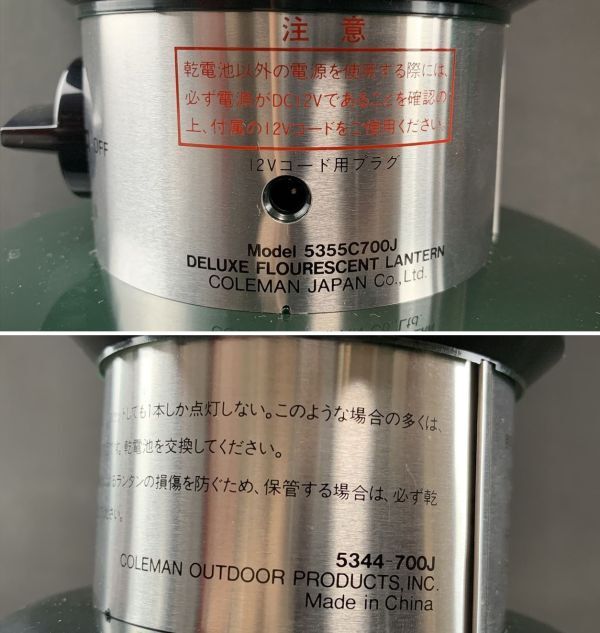 注 意
乾電池以外の電源を使用する際には、
必ず電源がDC12Vであることを確認の
上、付属の12Vコードをご使用ください。
OFF
12Vコード用プラグ
Model 5355C700J
DELUXE FLOURESCENT LANTERN
COLEMAN JAPAN Co.,Ltd.
しても1本しか点灯しない。このような場合の多くは、
です。乾電池を交換してください。
るランタンの損傷を防ぐため、保管する場合は、必ず乾
さい。
5344-700J
COLEMAN OUTDOOR PRODUCTS,INC.
Made in China